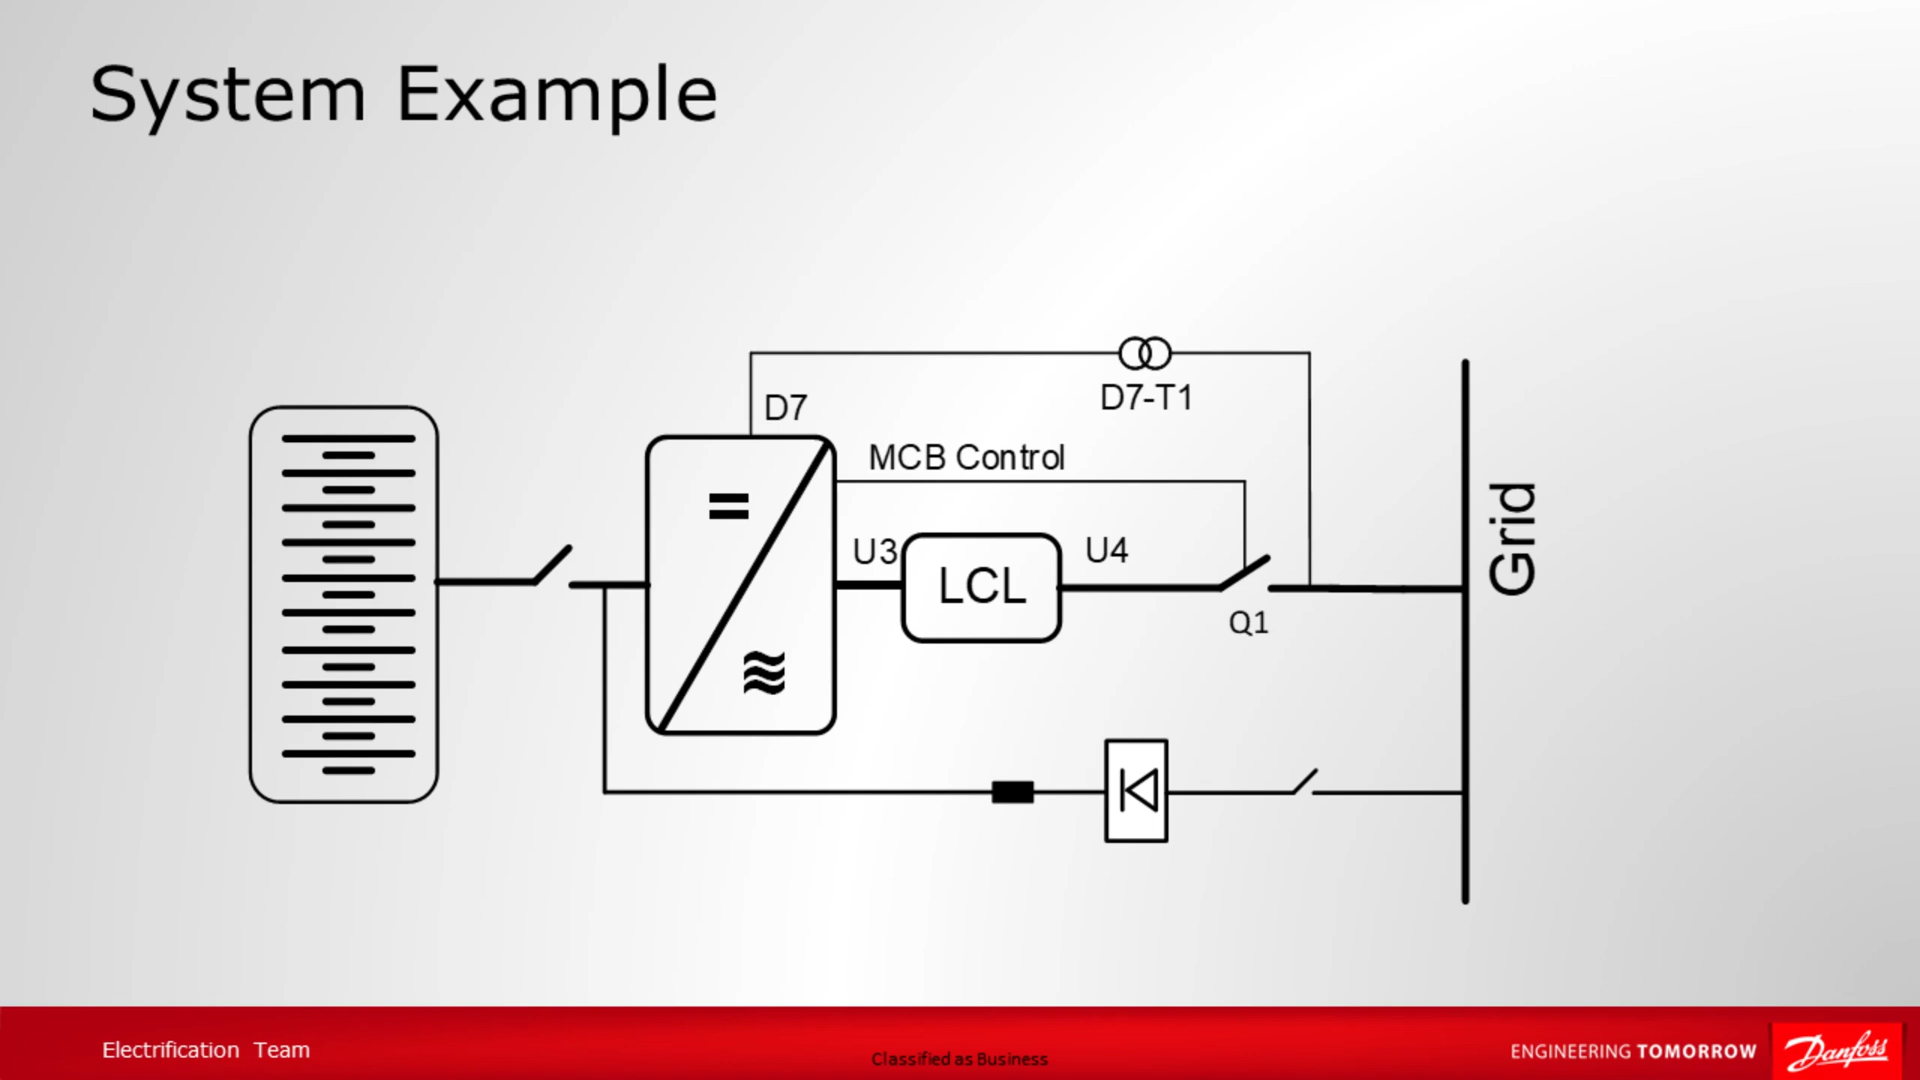 System Example
D7
D7-T1
MCB Control
U3
LCL
U4
Q1
Grid
Electrification Team
Classified as Business
ENGINEERING TOMORROW
Danfoss